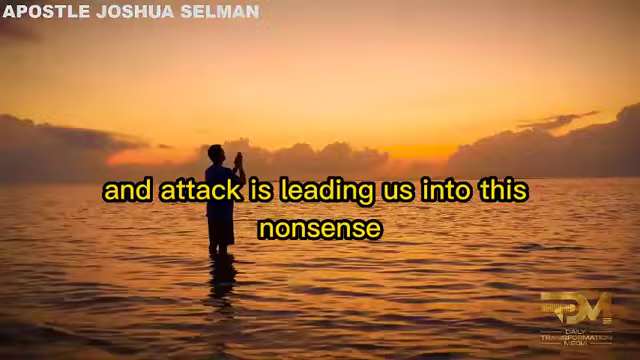 APOSTLE JOSHUA SELMAN
and attack is leading us into this
nonsense
DAILY
TRANSFORMATION
MEDIA